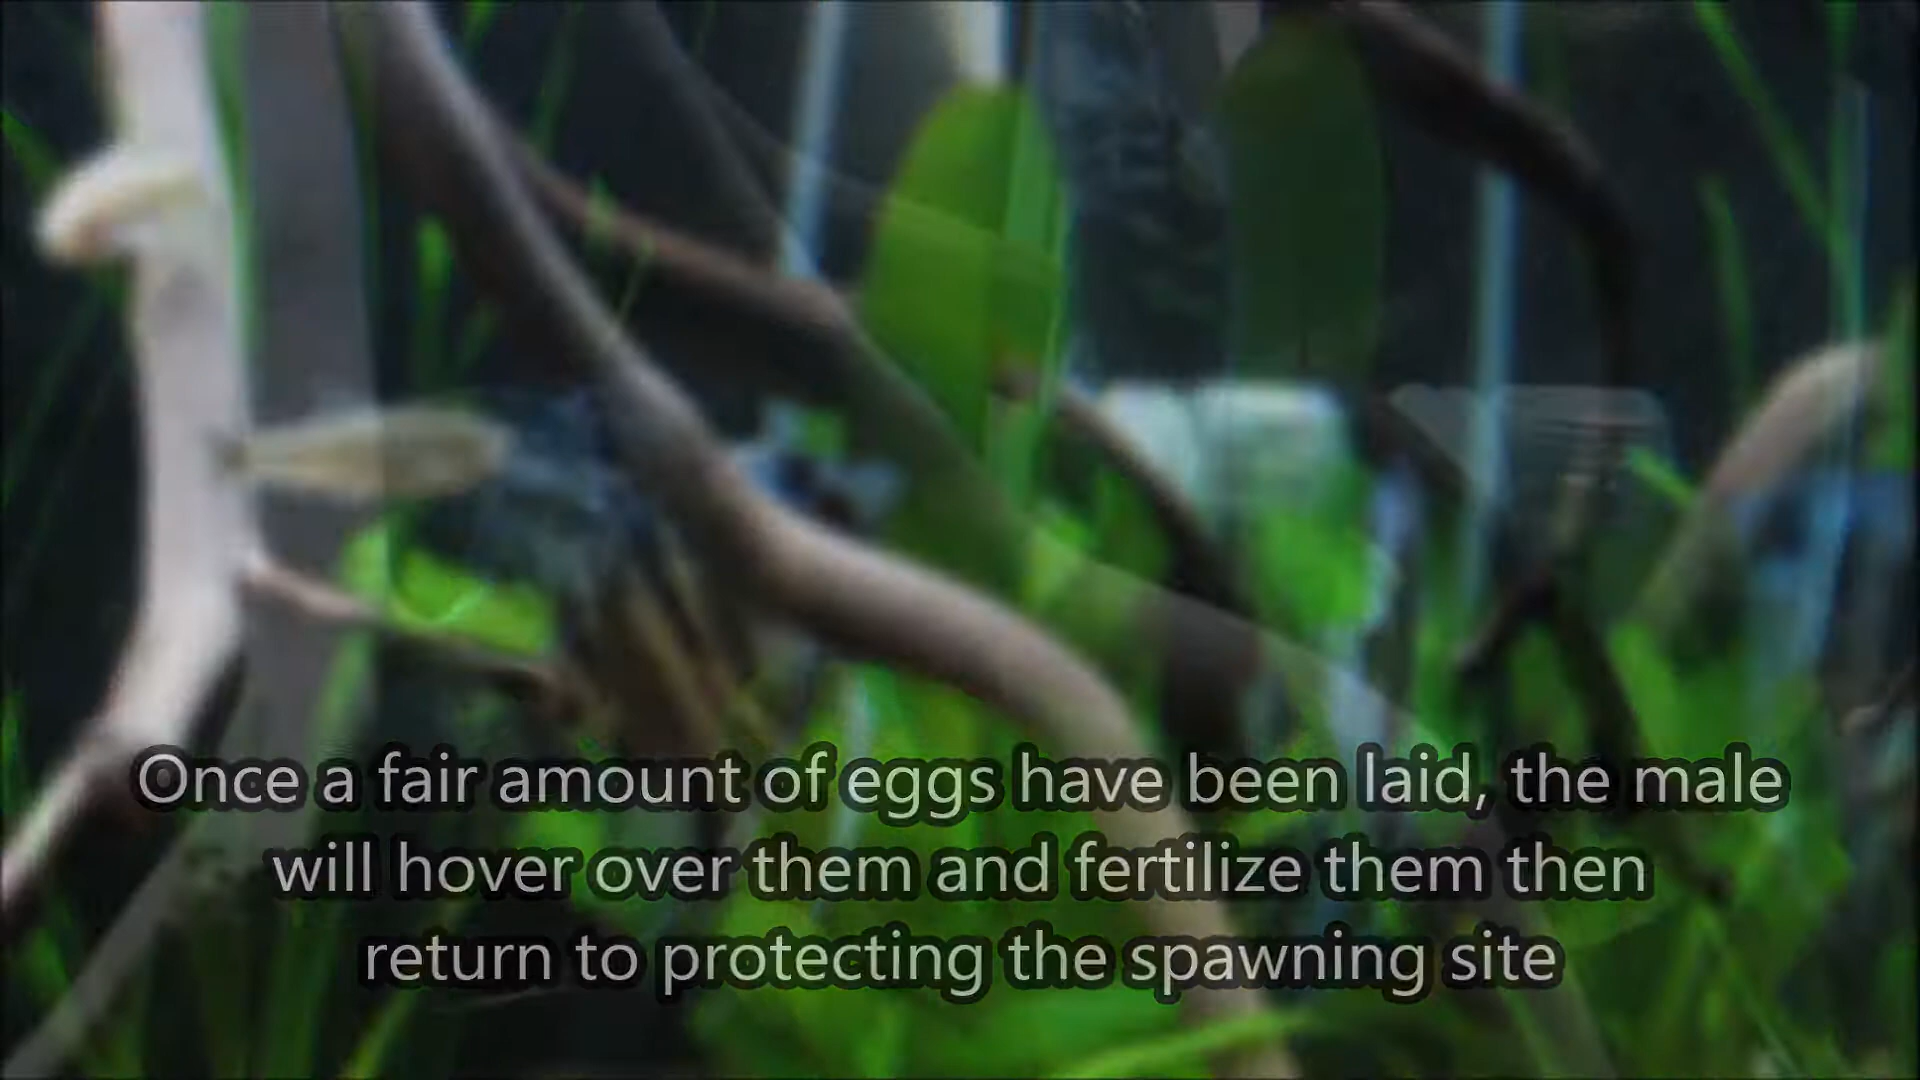 Once a fair amount of eggs have been laid, the male
will hover over them and fertilize them then
return to protecting the spawning site